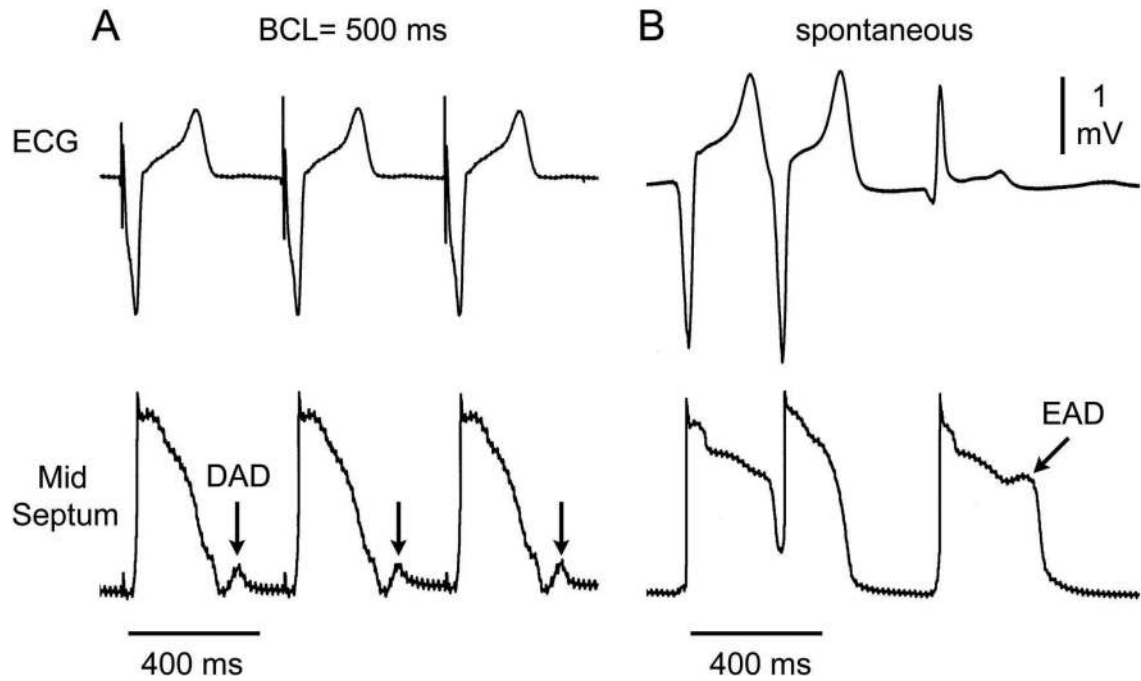 A
BCL= 500 ms
B
spontaneous
ECG
1
mV
Mid
Septum
DAD
EAD
400 ms
400 ms